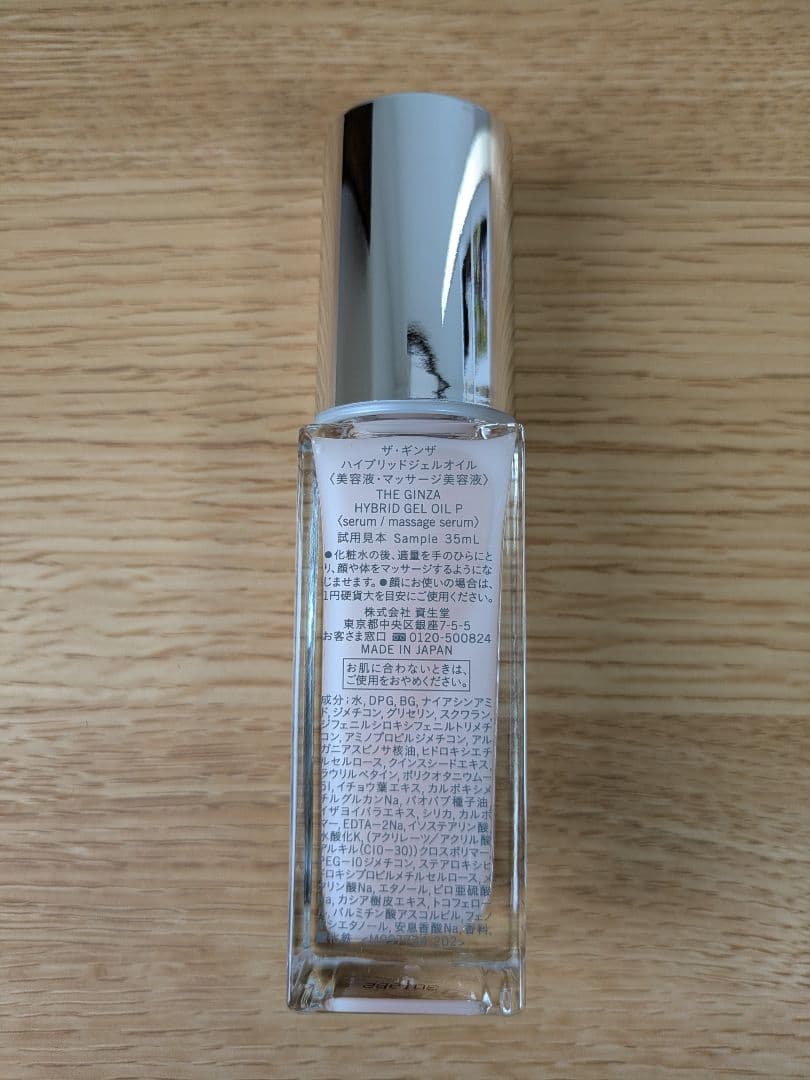 ザ・ギンザ
ハイブリッドジェルオイル
〈美容液・マッサージ美容液〉
THE GINZA
HYBRID GEL OIL P
〈serum / massage serum〉
試用見本 Sample 35mL
●化粧水の後、適量を手のひらにと
り、顔や体をマッサージするようにな
じませます。●顔にお使いの場合は、
1円硬貨大を目安にご使用ください。
株式会社 資生堂
東京都中央区銀座7-5-5
お客さま窓口 0120-500824
MADE IN JAPAN
お肌に合わないときは、
ご使用をおやめください。
成分：水, DPG, BG, ナイアシンアミ
ド, ジメチコン, グリセリン, スクワラン,
ジフェニルシロキシフェニルトリメチ
コン, アミノプロピルジメチコン, アル
ガニアスピノサ核油, ヒドロキシエチ
ルセルロース, クインスシードエキス,
ラウリルベタイン, ポリクオタニウム-
51, イチョウ葉エキス, カルボキシメ
チルグルカンNa, バオバブ種子油,
イザヨイバラエキス, シリカ, カルボ
マー, EDTA-2Na, イソステアリン酸,
水酸化K, (アクリレーツ/アクリル酸
アルキル(C10-30))クロスポリマー,
PEG-10ジメチコン, ステアロキシヒ
ドロキシプロピルメチルセルロース, メ
タリン酸Na, エタノール, ピロ亜硫酸
Na, カシア樹皮エキス, トコフェロー
ル, パルミチン酸アスコルビル, フェノ
キシエタノール, 安息香酸Na, 香料,
酸化鉄